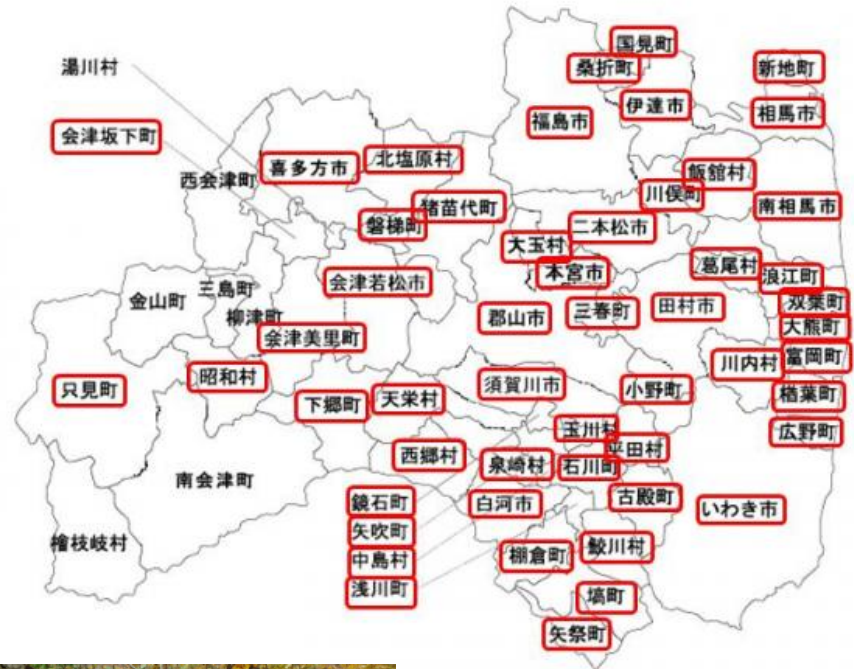 国見町
桑折町
新地町
湯川村
伊達市
相馬市
福島市
会津坂下町
北塩原村
喜多方市
飯舘村
西会津町
川俣町
南相馬市
猪苗代町
磐梯町
二本松市
大玉村
葛尾村
本宮市
浪江町
会津若松市
三島町
金山町
双葉町
田村市
三春町
郡山市
柳津町
大熊町
会津美里町
富岡町
川内村
昭和村
須賀川市
只見町
小野町
楢葉町
天栄村
下郷町
玉川村
広野町
平田村
西郷村
泉崎村
石川町
南会津町
古殿町
鏡石町
白河市
いわき市
矢吹町
檜枝岐村
鮫川村
棚倉町
中島村
浅川町
塙町
矢祭町